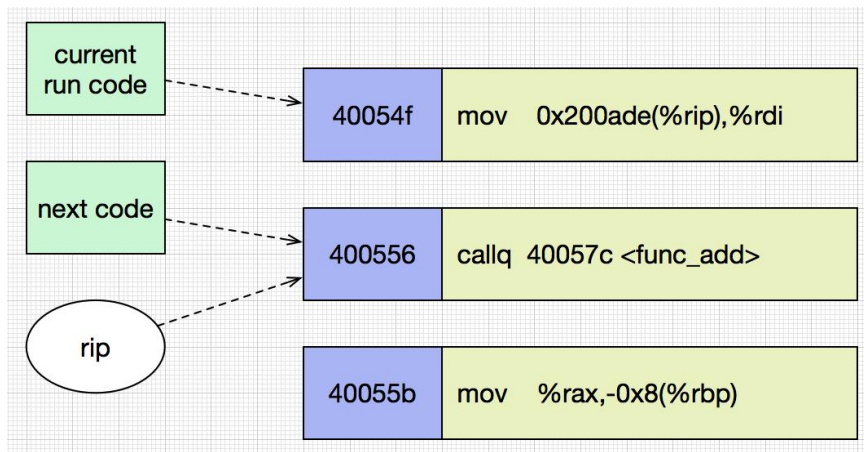 current
run code
40054f mov 0x200ade(%rip),%rdi
next code
400556 callq 40057c <func_add>
rip
40055b mov %rax,-0x8(%rbp)